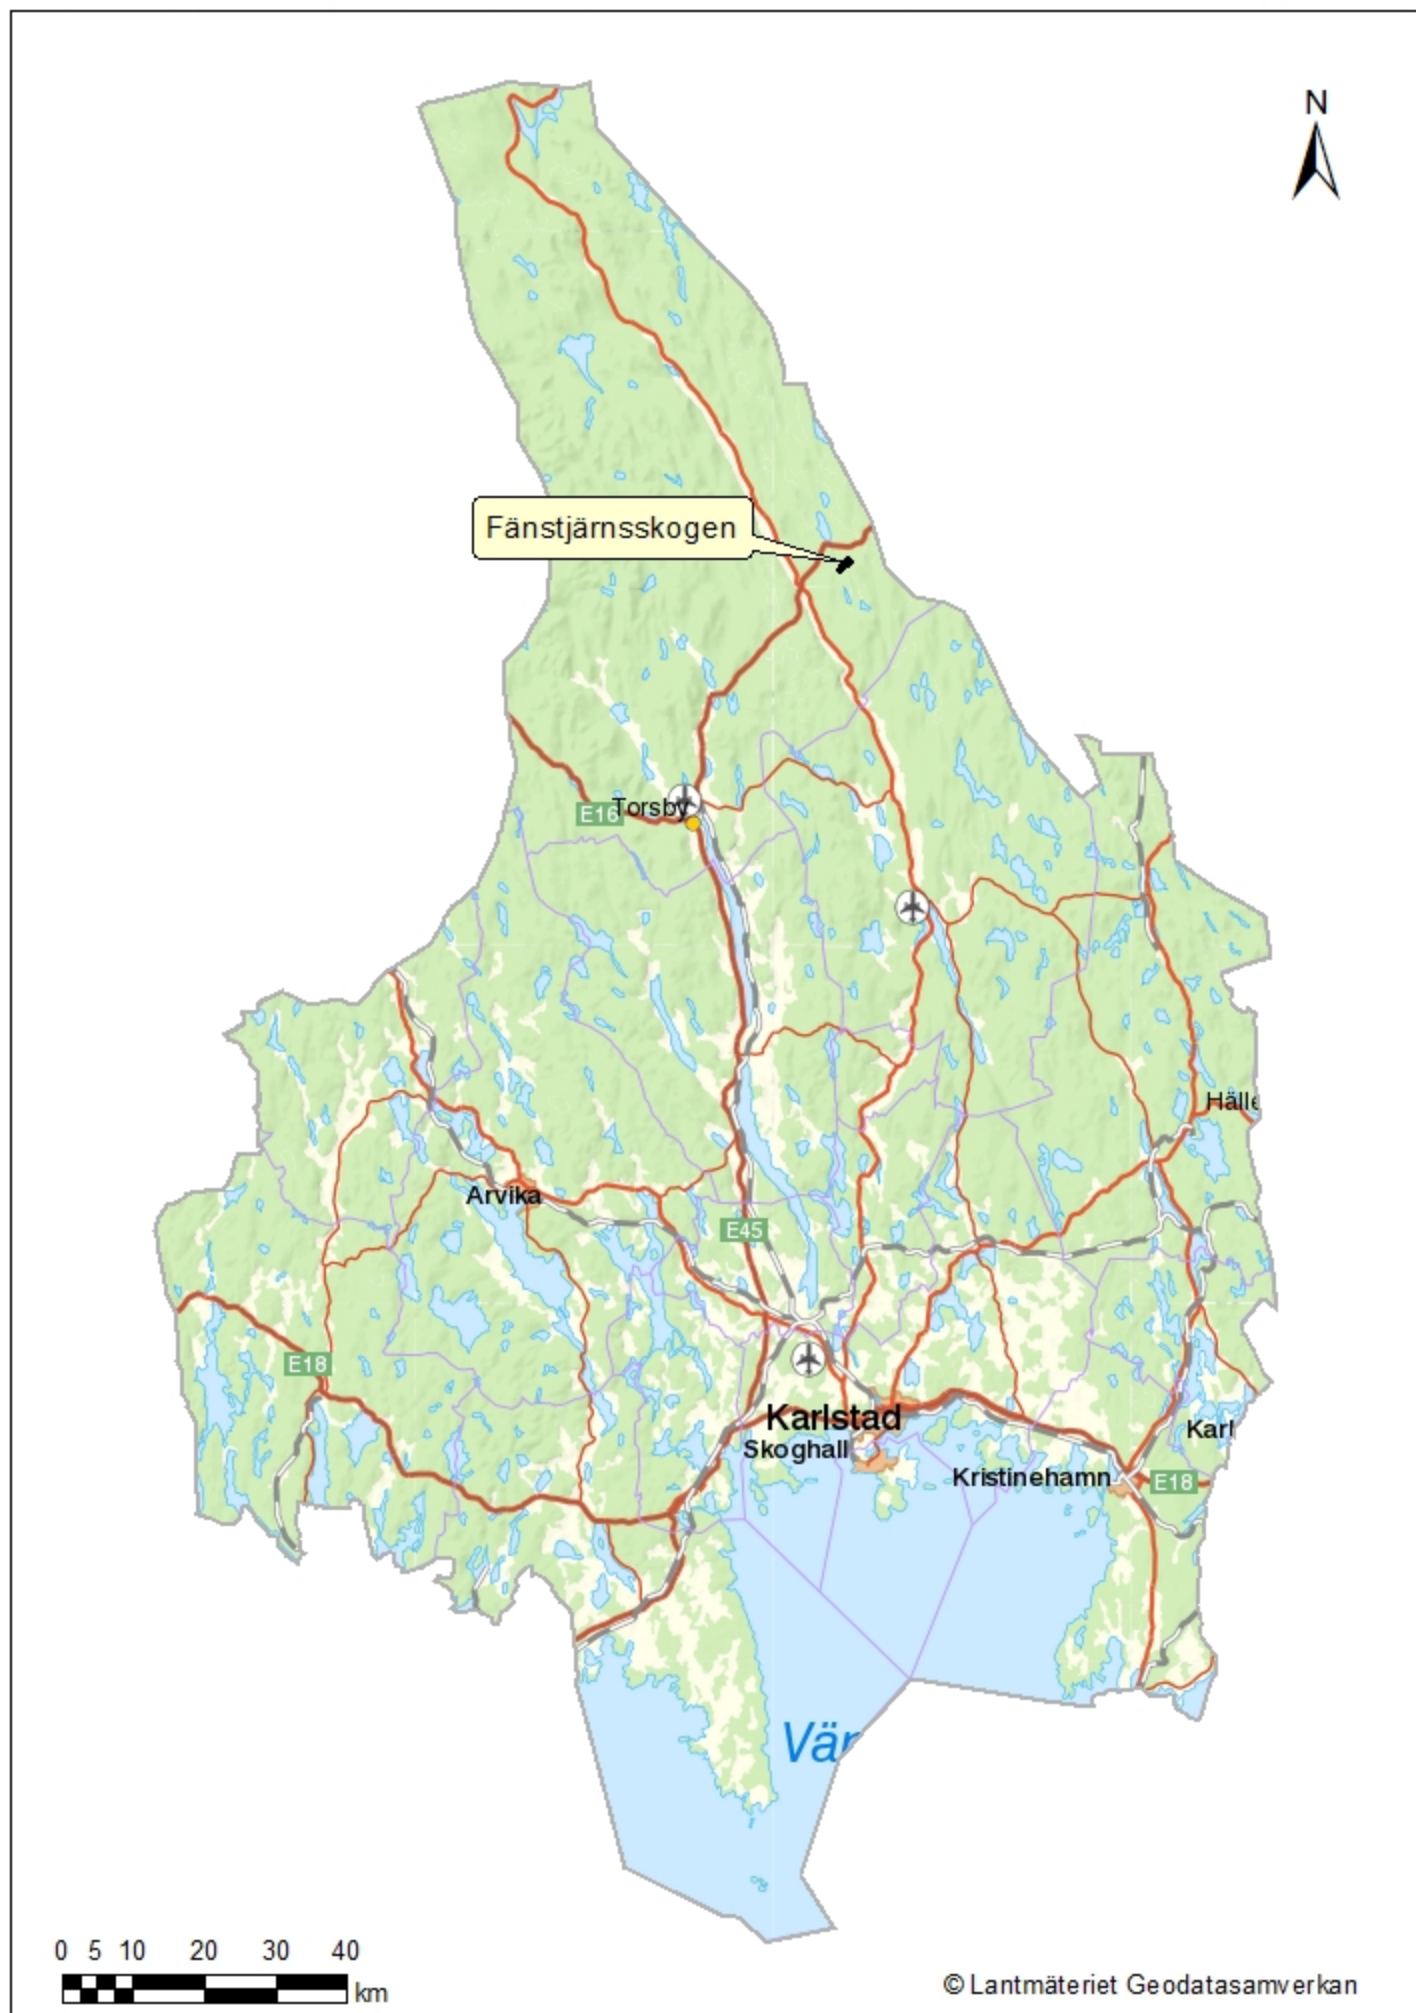 N
Fänstjärnsskogen
E16
Torsby
Hälle
Arvika
E45
E18
Karlstad
Karl
Skoghall
Kristinehamn
E18
Vär
0 5 10 20 30 40
km
© Lantmäteriet Geodatasamverkan